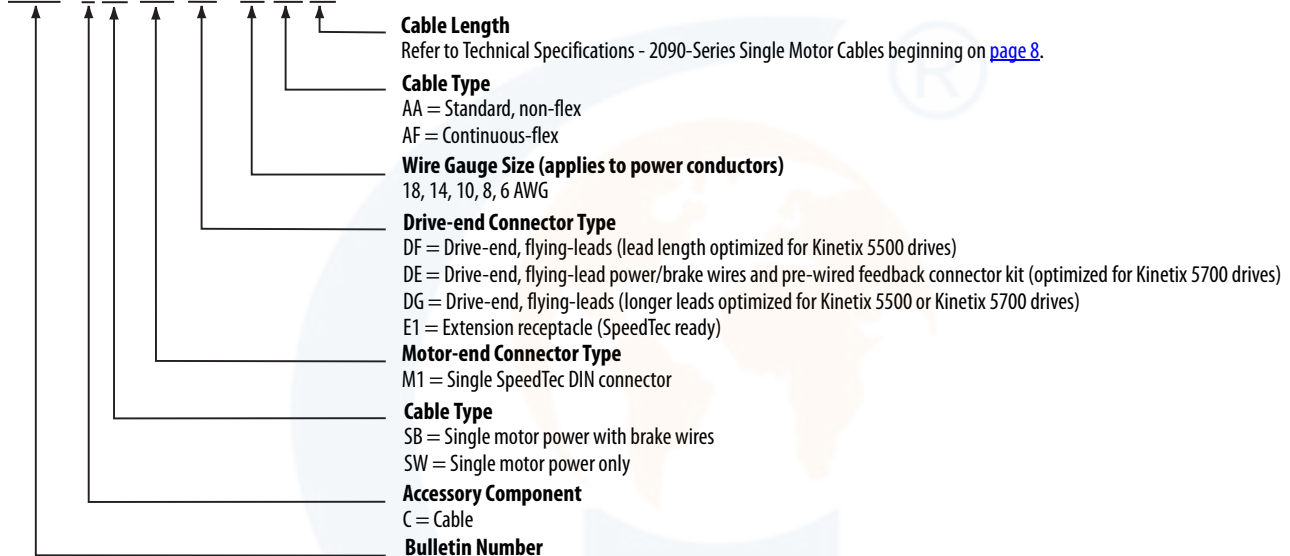 Cable Length
Refer to Technical Specifications - 2090-Series Single Motor Cables beginning on page 8.
Cable Type
AA = Standard, non-flex
AF = Continuous-flex
Wire Gauge Size (applies to power conductors)
18, 14, 10, 8, 6 AWG
Drive-end Connector Type
DF = Drive-end, flying-leads (lead length optimized for Kinetix 5500 drives)
DE = Drive-end, flying-lead power/brake wires and pre-wired feedback connector kit (optimized for Kinetix 5700 drives)
DG = Drive-end, flying-leads (longer leads optimized for Kinetix 5500 or Kinetix 5700 drives)
E1 = Extension receptacle (SpeedTec ready)
Motor-end Connector Type
M1 = Single SpeedTec DIN connector
Cable Type
SB = Single motor power with brake wires
SW = Single motor power only
Accessory Component
C = Cable
Bulletin Number
®